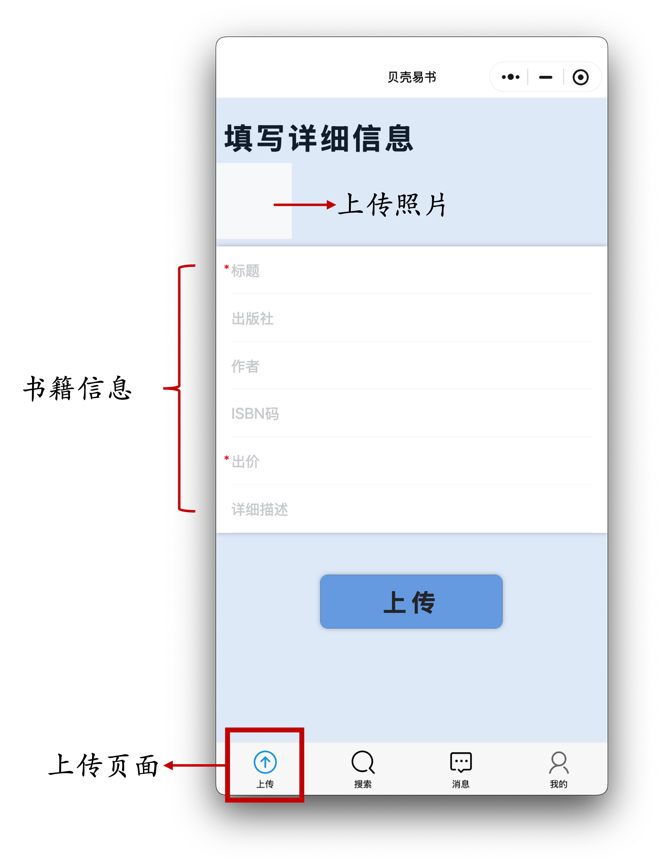 贝壳易书
填写详细信息
上传照片
*标题
出版社
作者
ISBN码
*出价
详细描述
书籍信息
上传
上传页面
上传
搜索
消息
我的